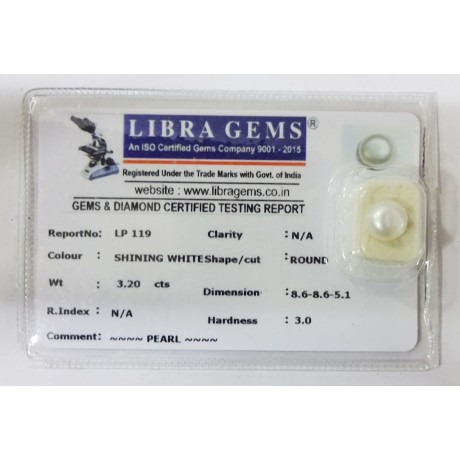 LIBRA GEMS®
An ISO Certified Gems Company 9001 - 2015
Registered Under the Trade Marks with Govt. of India
website : www.libragems.co.in
GEMS & DIAMOND CERTIFIED TESTING REPORT
ReportNo: LP 119 Clarity : N/A
Colour : SHINING WHITE Shape/cut : ROUND
Wt : 3.20 cts Dimension : 8.6-8.6-5.1
R.Index : N/A Hardness : 3.0
Comment: ~~~~ PEARL ~~~~